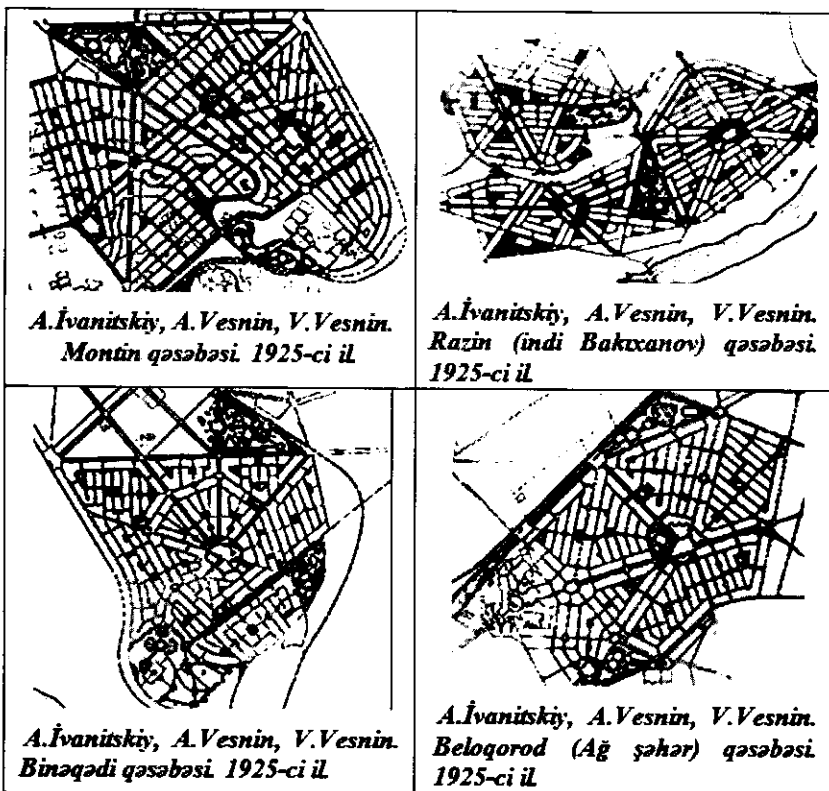 A.İvanitskiy, A.Vesnin, V.Vesnin.
Montin qəsəbəsi. 1925-ci il.
A.İvanitskiy, A.Vesnin, V.Vesnin.
Razin (indi Bakıxanov) qəsəbəsi.
1925-ci il.
A.İvanitskiy, A.Vesnin, V.Vesnin.
Binəqədi qəsəbəsi. 1925-ci il.
A.İvanitskiy, A.Vesnin, V.Vesnin.
Beloqorod (Ağ şəhər) qəsəbəsi.
1925-ci il.